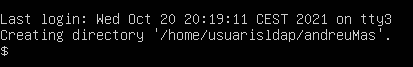 Last login: Wed Oct 20 20:19:11 CEST 2021 on tty3
Creating directory '/home/usuarisldap/andreuMas'.
$